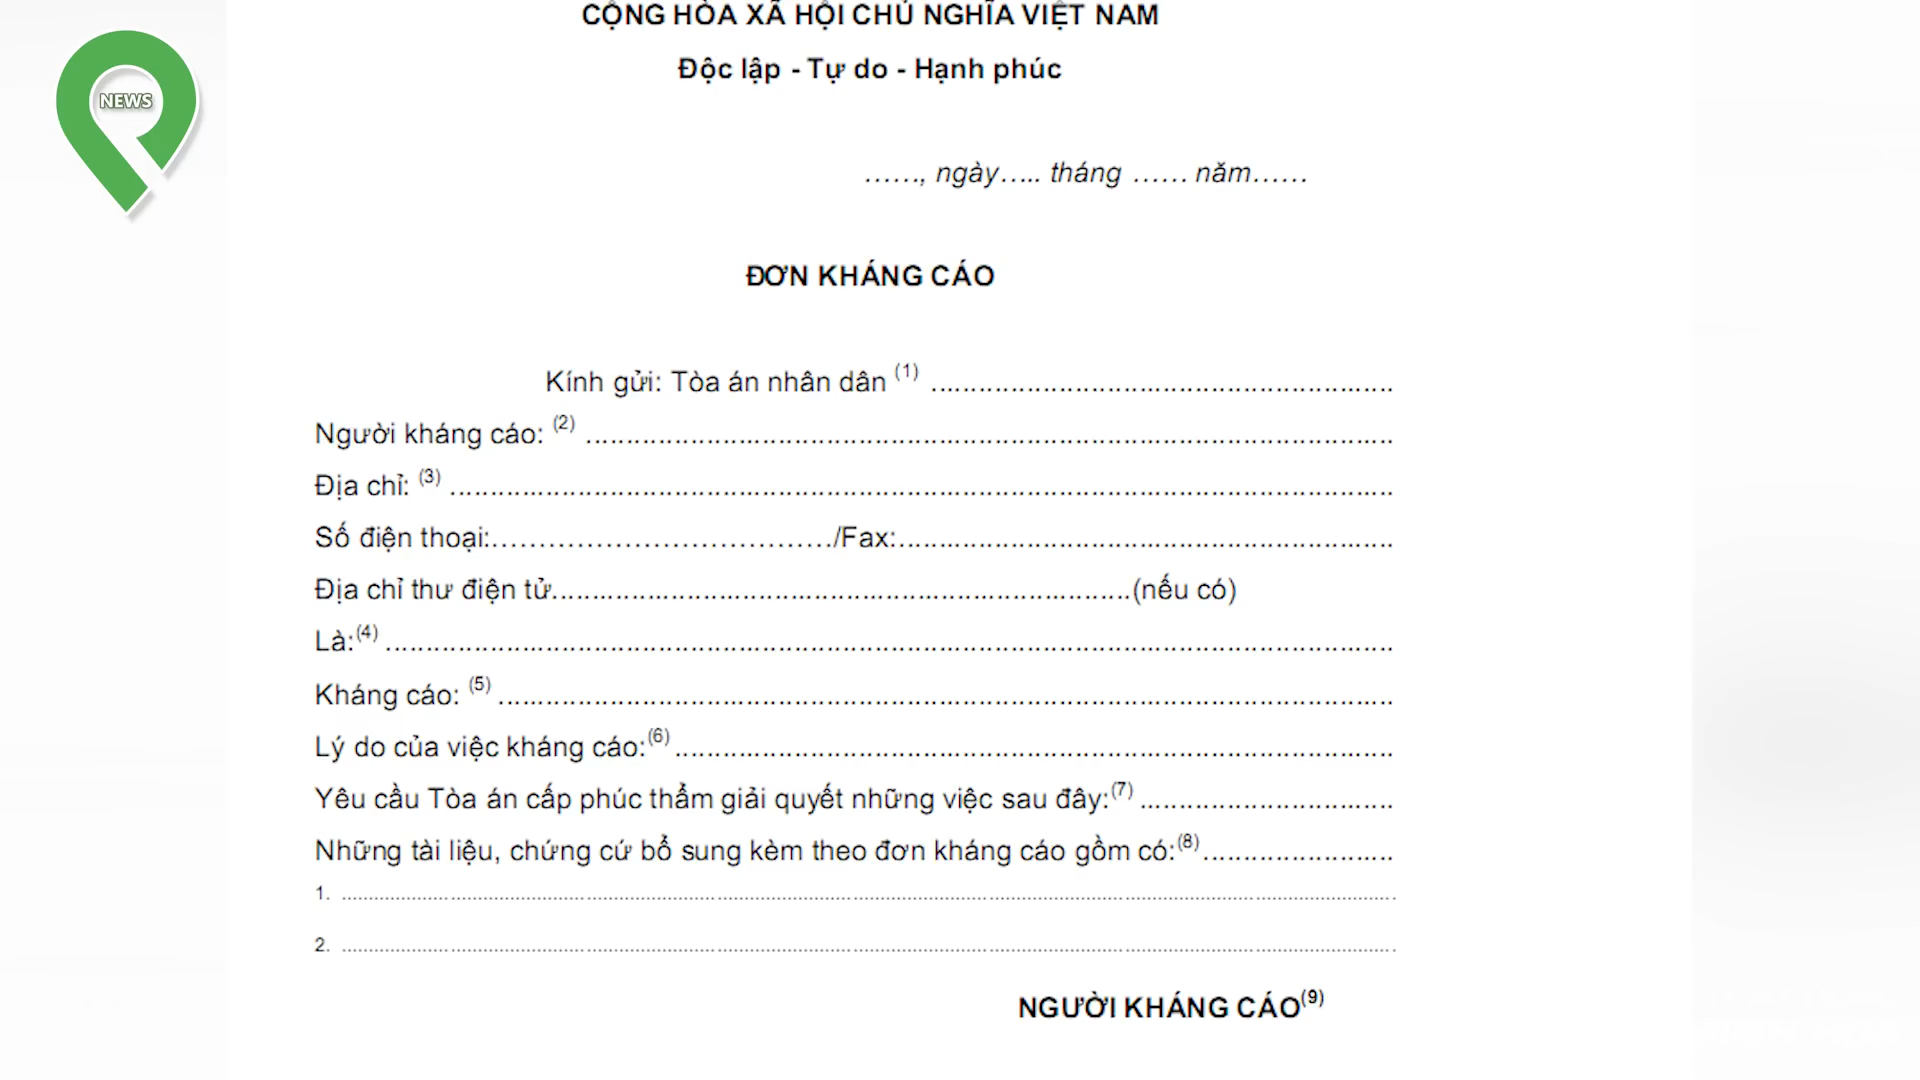 NEWS
CỘNG HÒA XÃ HỘI CHỦ NGHĨA VIỆT NAM
Độc lập - Tự do - Hạnh phúc
……, ngày….. tháng …… năm……
ĐƠN KHÁNG CÁO
Kính gửi: Tòa án nhân dân (1) ..........................................................
Người kháng cáo: (2) ......................................................................................................
Địa chỉ: (3) .......................................................................................................................
Số điện thoại:………………………………/Fax:..............................................................
Địa chỉ thư điện tử.........................................................................(nếu có)
Là:(4) ................................................................................................................................
Kháng cáo: (5) .................................................................................................................
Lý do của việc kháng cáo:(6) ..........................................................................................
Yêu cầu Tòa án cấp phúc thẩm giải quyết những việc sau đây:(7) ................................
Những tài liệu, chứng cứ bổ sung kèm theo đơn kháng cáo gồm có:(8) ........................
1. ..............................................................................................................................
2. ..............................................................................................................................
NGƯỜI KHÁNG CÁO(9)